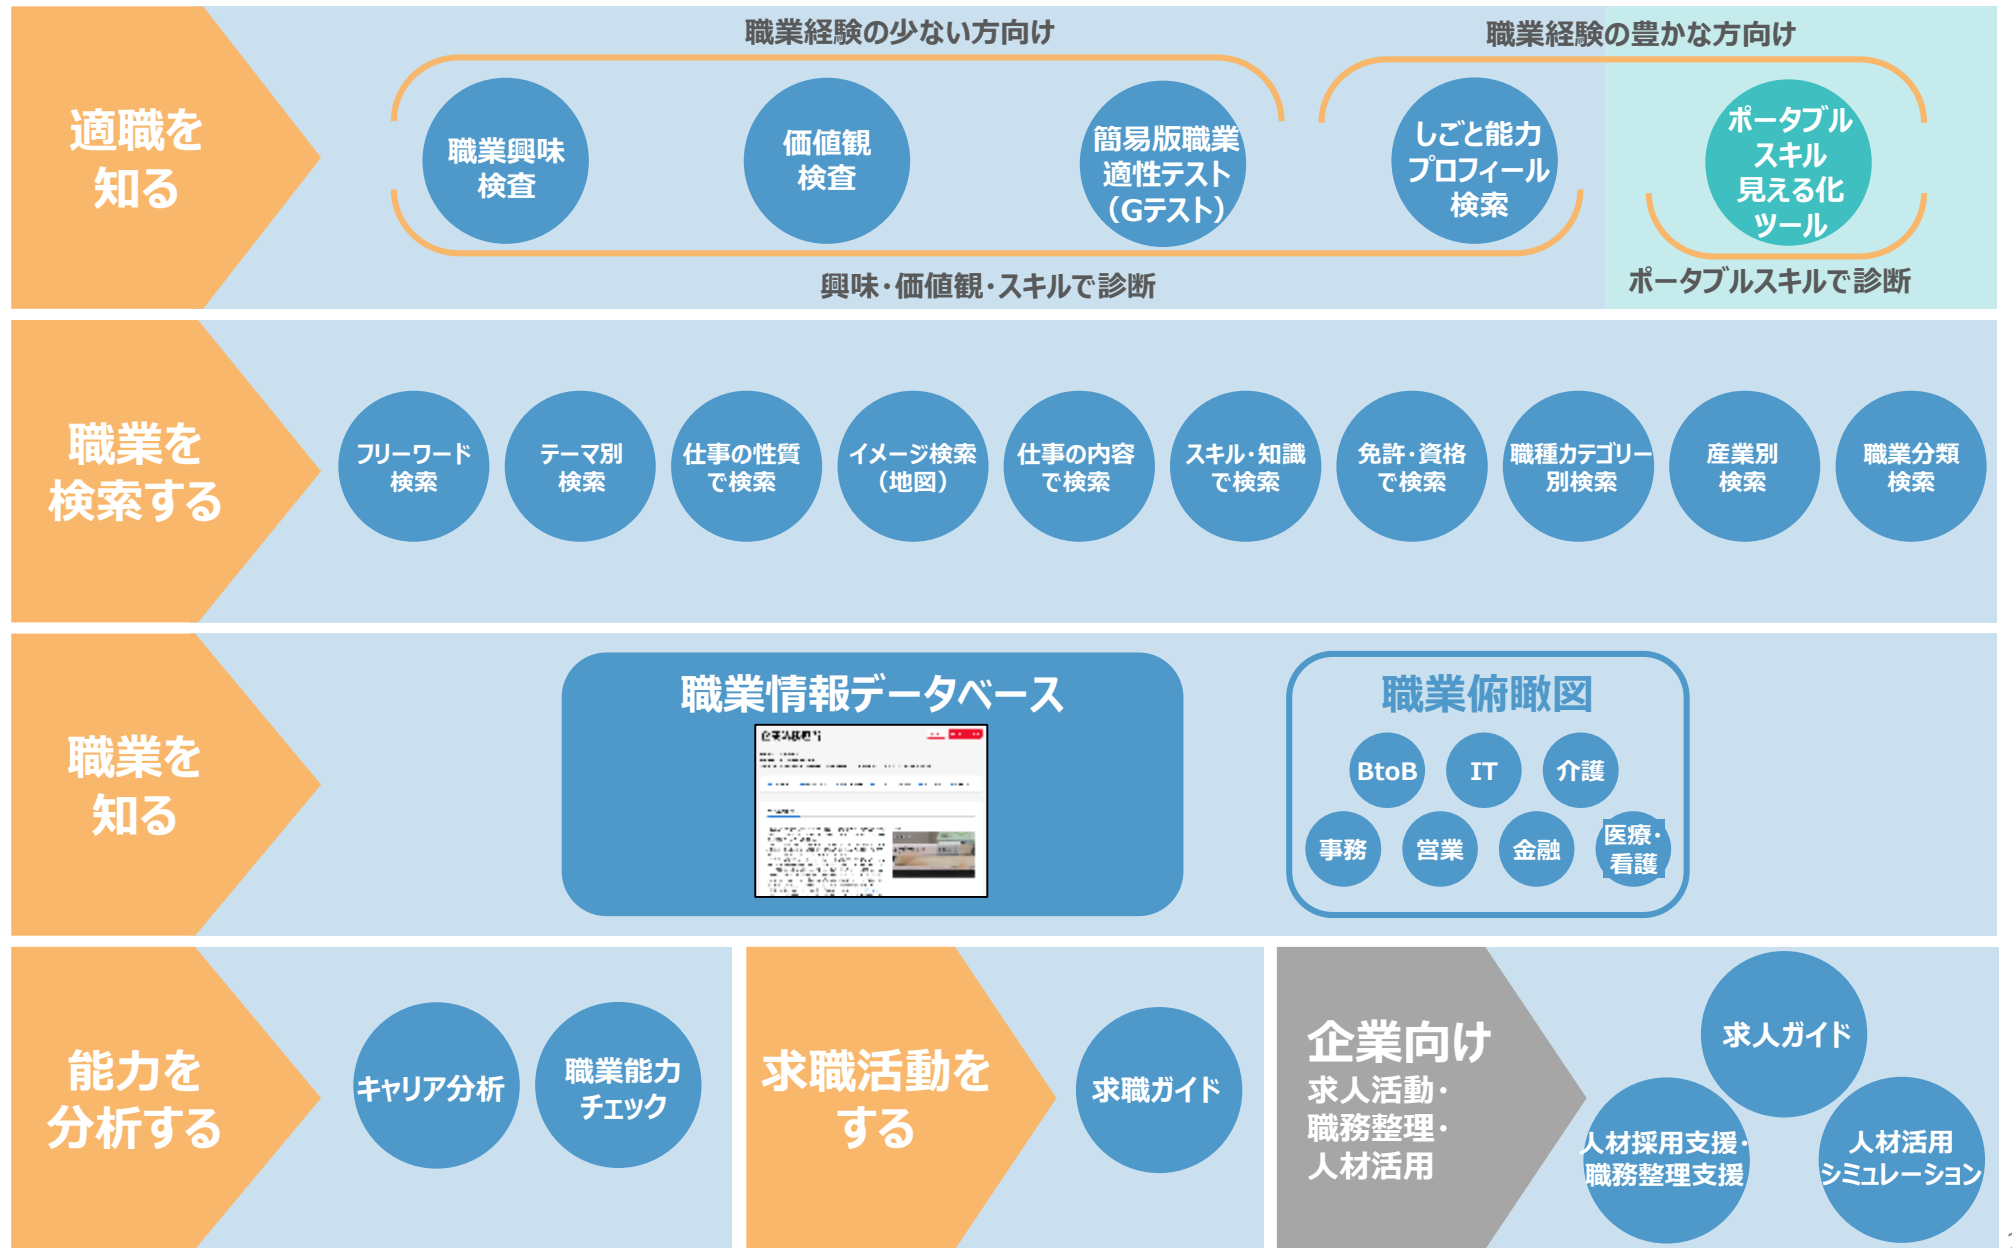 職業経験の少ない方向け
職業経験の豊かな方向け
適職を
知る
職業興味
検査
価値観
検査
簡易版職業
適性テスト
（Gテスト）
しごと能力
プロフィール
検索
ポータブル
スキル
見える化
ツール
興味・価値観・スキルで診断
ポータブルスキルで診断
職業を
検索する
フリーワード
検索
テーマ別
検索
仕事の性質
で検索
イメージ検索
（地図）
仕事の内容
で検索
スキル・知識
で検索
免許・資格
で検索
職種カテゴリー
別検索
産業別
検索
職業分類
検索
職業を
知る
職業情報データベース
企業法務担当
職業俯瞰図
BtoB
IT
介護
事務
営業
金融
医療・
看護
能力を
分析する
キャリア分析
職業能力
チェック
求職活動を
する
求職ガイド
企業向け
求人活動・
職務整理・
人材活用
求人ガイド
人材採用支援・
職務整理支援
人材活用
シミュレーション